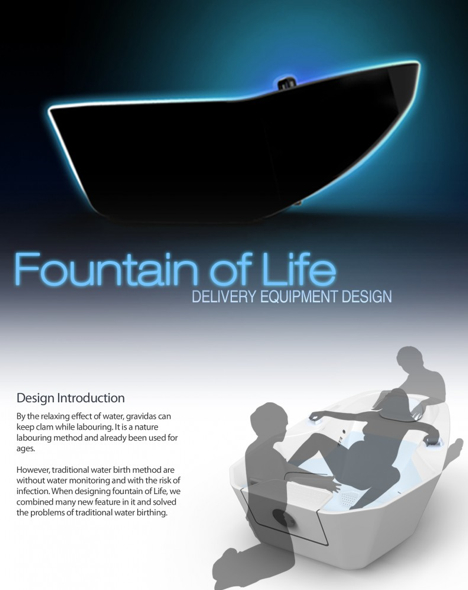 Fountain of Life
DELIVERY EQUIPMENT DESIGN
Design Introduction
By the relaxing effect of water, gravidas can
keep clam while labouring. It is a nature
labouring method and already been used for
ages.
However, traditional water birth method are
without water monitoring and with the risk of
infection. When designing fountain of Life, we
combined many new feature in it and solved
the problems of traditional water birthing.